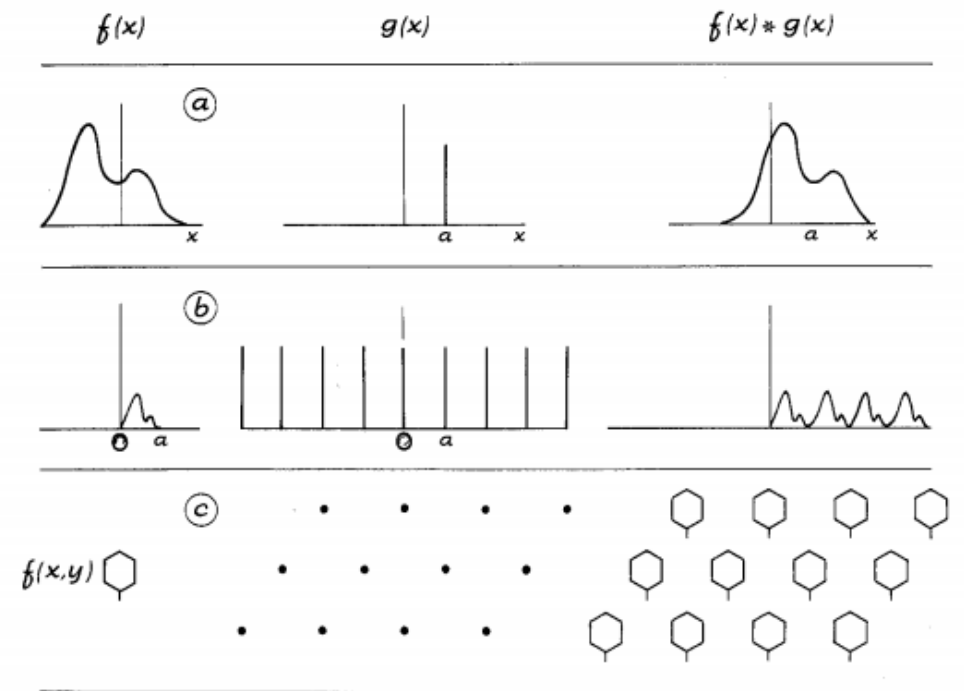 f(x) g(x) f(x) * g(x)
a
x a x a x
b
0 a 0 a
c
f(x,y)